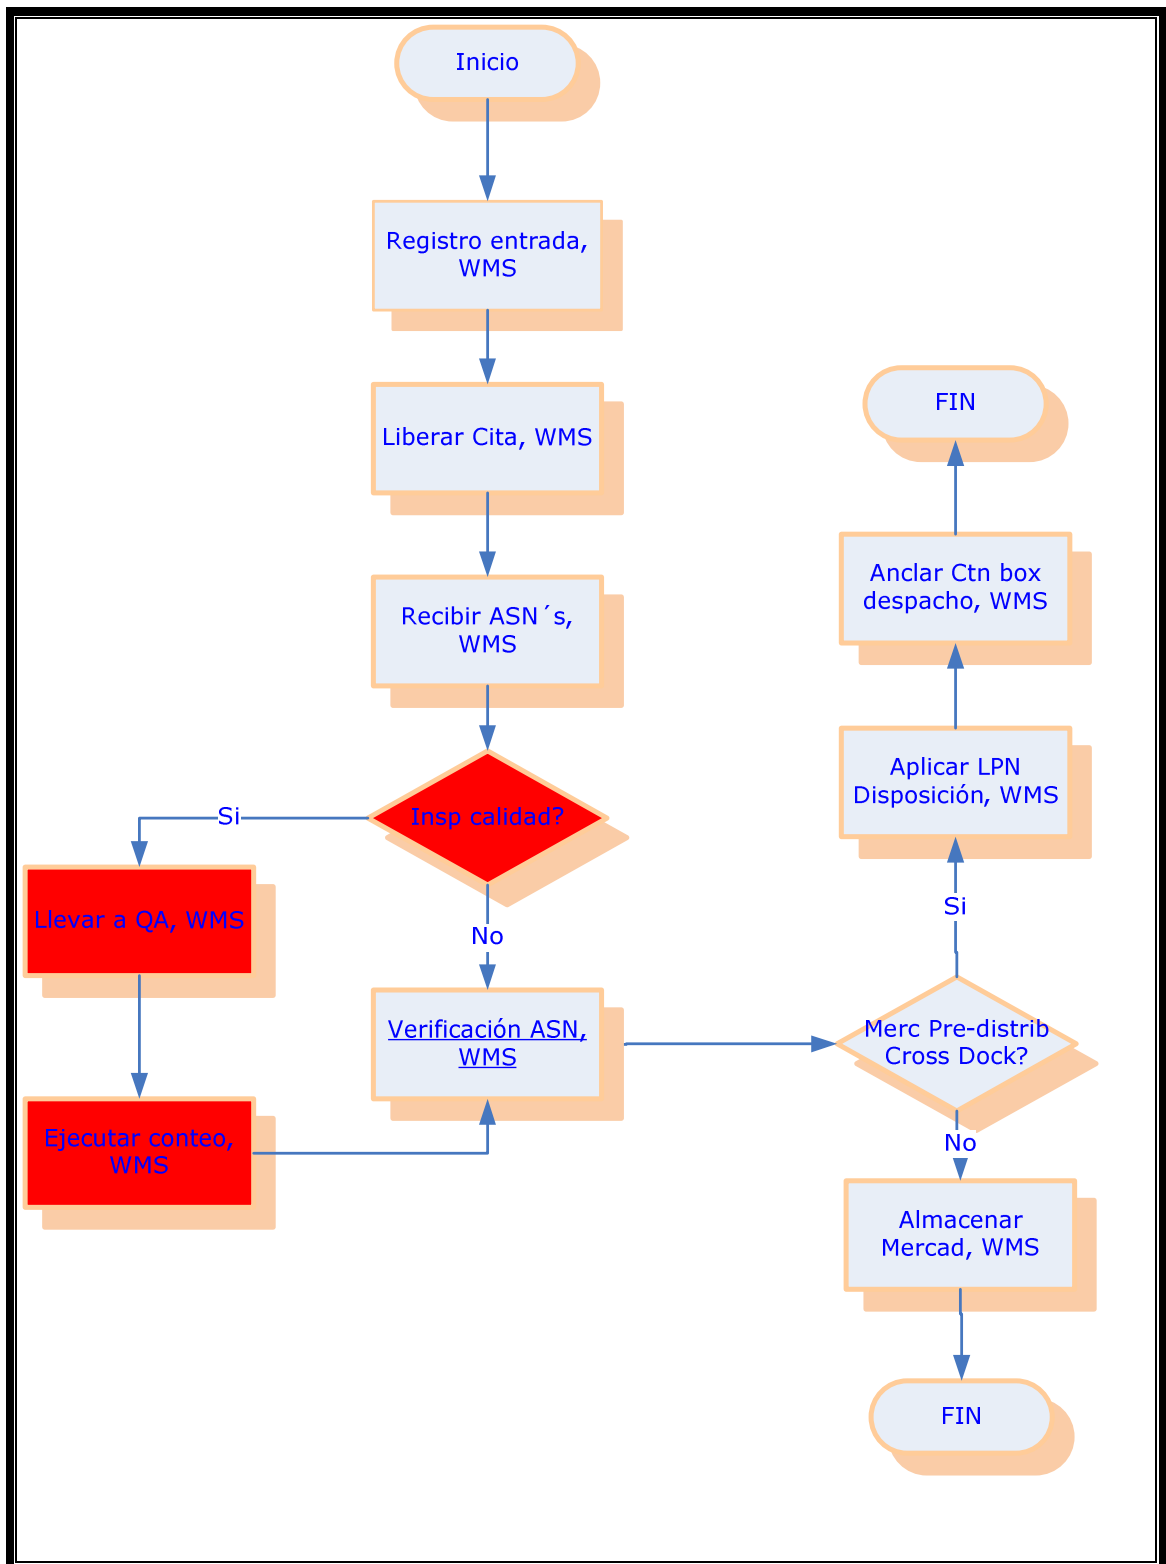 Inicio
Registro entrada,
WMS
Liberar Cita, WMS
Recibir ASN´s,
WMS
Insp calidad?
Si
Llevar a QA, WMS
Ejecutar conteo,
WMS
No
Verificación ASN,
WMS
Merc Pre-distrib
Cross Dock?
Si
Aplicar LPN
Disposición, WMS
Anclar Ctn box
despacho, WMS
FIN
No
Almacenar
Mercad, WMS
FIN